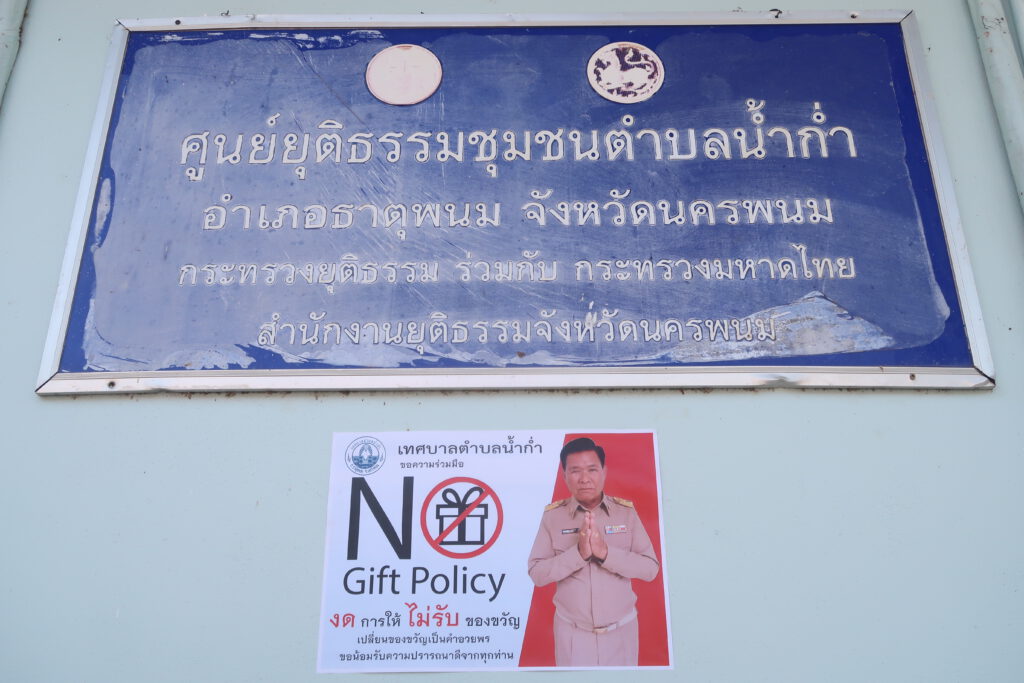 ศูนย์ยุติธรรมชุมชนตำบลน้ำก่ำ
อำเภอธาตุพนม จังหวัดนครพนม
กระทรวงยุติธรรม ร่วมกับ กระทรวงมหาดไทย
สำนักงานยุติธรรมจังหวัดนครพนม
เทศบาลตำบลน้ำก่ำ
ขอความร่วมมือ
NO
Gift Policy
งด การให้ ไม่รับ ของขวัญ
เปลี่ยนของขวัญเป็นคำอวยพร
ขอน้อมรับความปรารถนาดีจากทุกท่าน